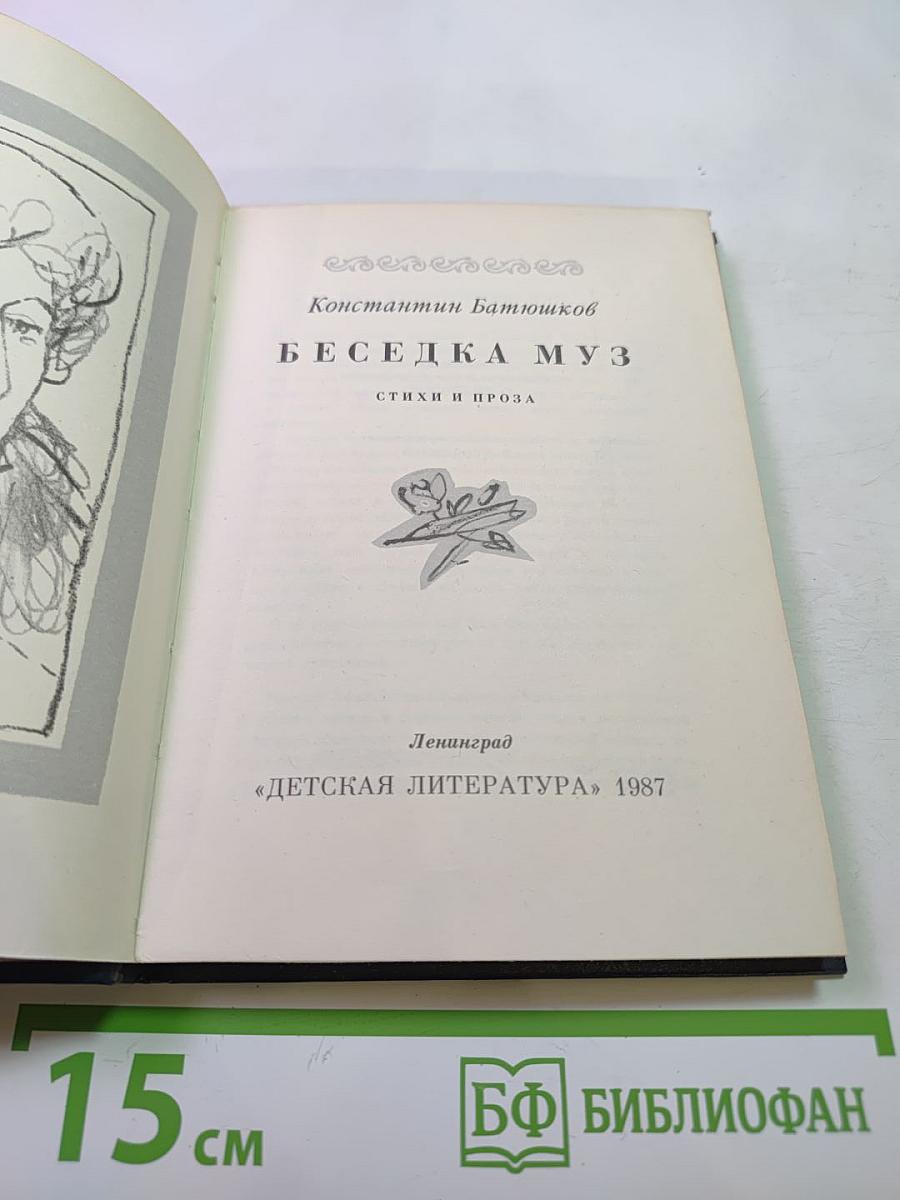 Константин Батюшков
БЕСЕДКА МУЗ
СТИХИ И ПРОЗА
Ленинград
«ДЕТСКАЯ ЛИТЕРАТУРА» 1987
15 см
БФ БИБЛИОФАН